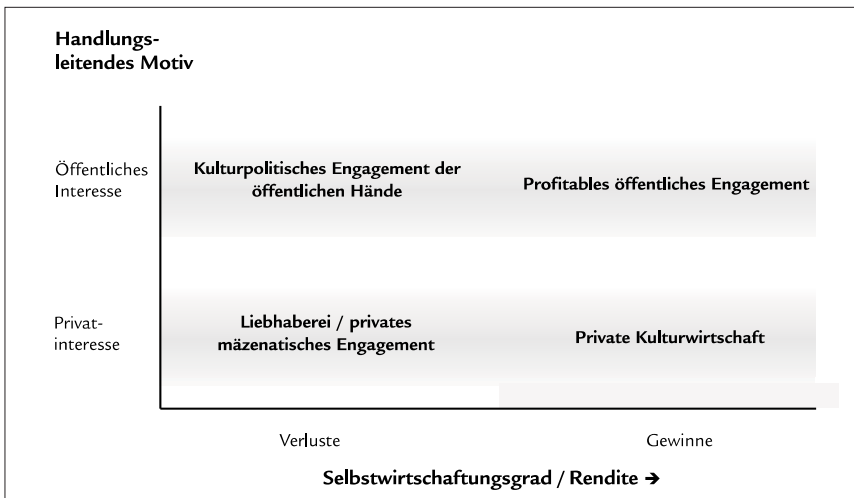 Handlungs-
leitendes Motiv
Öffentliches
Interesse
Kulturpolitisches Engagement der
öffentlichen Hände
Profitables öffentliches Engagement
Privat-
interesse
Liebhaberei / privates
mäzenatisches Engagement
Private Kulturwirtschaft
Verluste
Gewinne
Selbstwirtschaftungsgrad / Rendite →